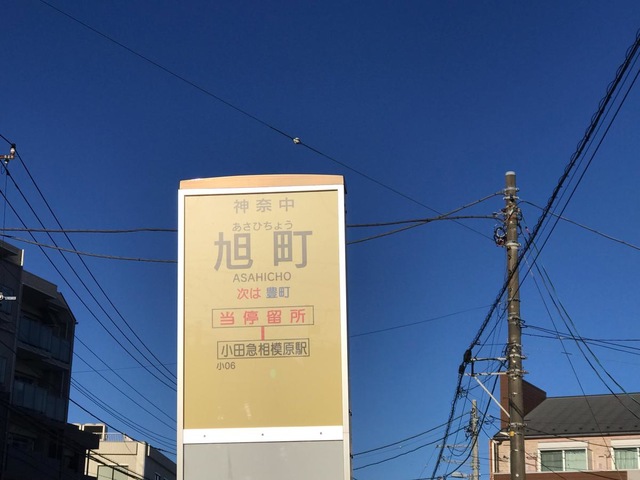 神奈中
あさひちょう
旭町
ASAHICHO
次は 豊町
当停留所
小田急相模原駅
小06